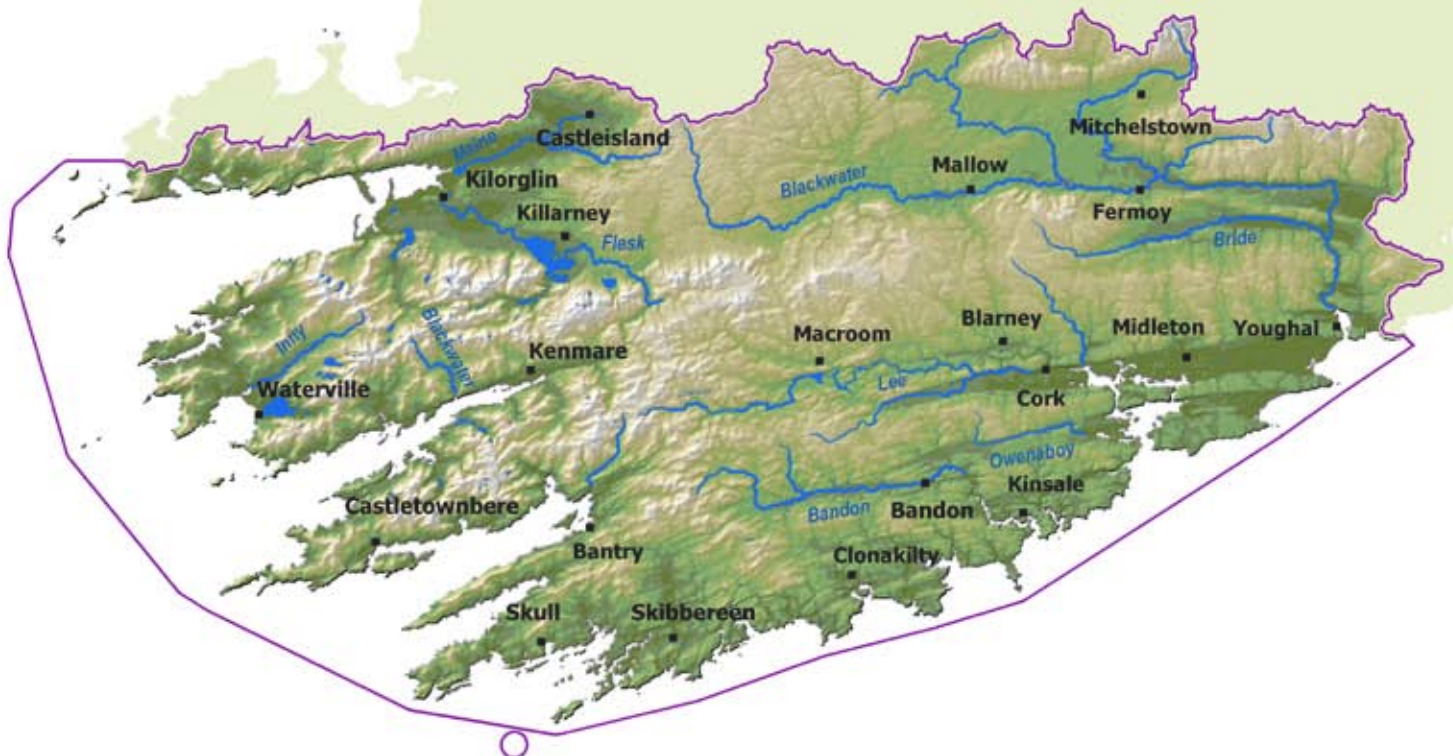 Mitchelstown
Castleisland
Maine
Mallow
Blackwater
Kilorglin
Killarney
Fermoy
Flesk
Bride
Blarney
Midleton
Youghal
Macroom
Inny
Blackwater
Kenmare
Waterville
Lee
Cork
Owenaboy
Kinsale
Castletownbere
Bandon
Bandon
Bantry
Clonakilty
Skull
Skibbereen